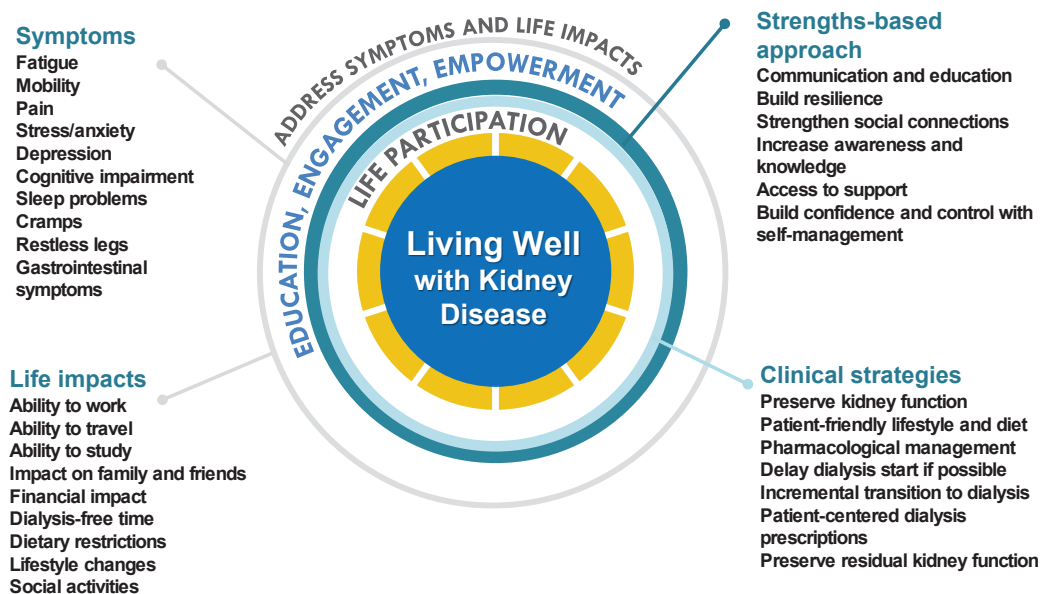 Symptoms
Fatigue
Mobility
Pain
Stress/anxiety
Depression
Cognitive impairment
Sleep problems
Cramps
Restless legs
Gastrointestinal
symptoms
Life impacts
Ability to work
Ability to travel
Ability to study
Impact on family and friends
Financial impact
Dialysis-free time
Dietary restrictions
Lifestyle changes
Social activities
ADDRESS SYMPTOMS AND LIFE IMPACTS
EDUCATION, ENGAGEMENT, EMPOWERMENT
LIFE PARTICIPATION
Living Well
with Kidney
Disease
Strengths-based
approach
Communication and education
Build resilience
Strengthen social connections
Increase awareness and
knowledge
Access to support
Build confidence and control with
self-management
Clinical strategies
Preserve kidney function
Patient-friendly lifestyle and diet
Pharmacological management
Delay dialysis start if possible
Incremental transition to dialysis
Patient-centered dialysis
prescriptions
Preserve residual kidney function